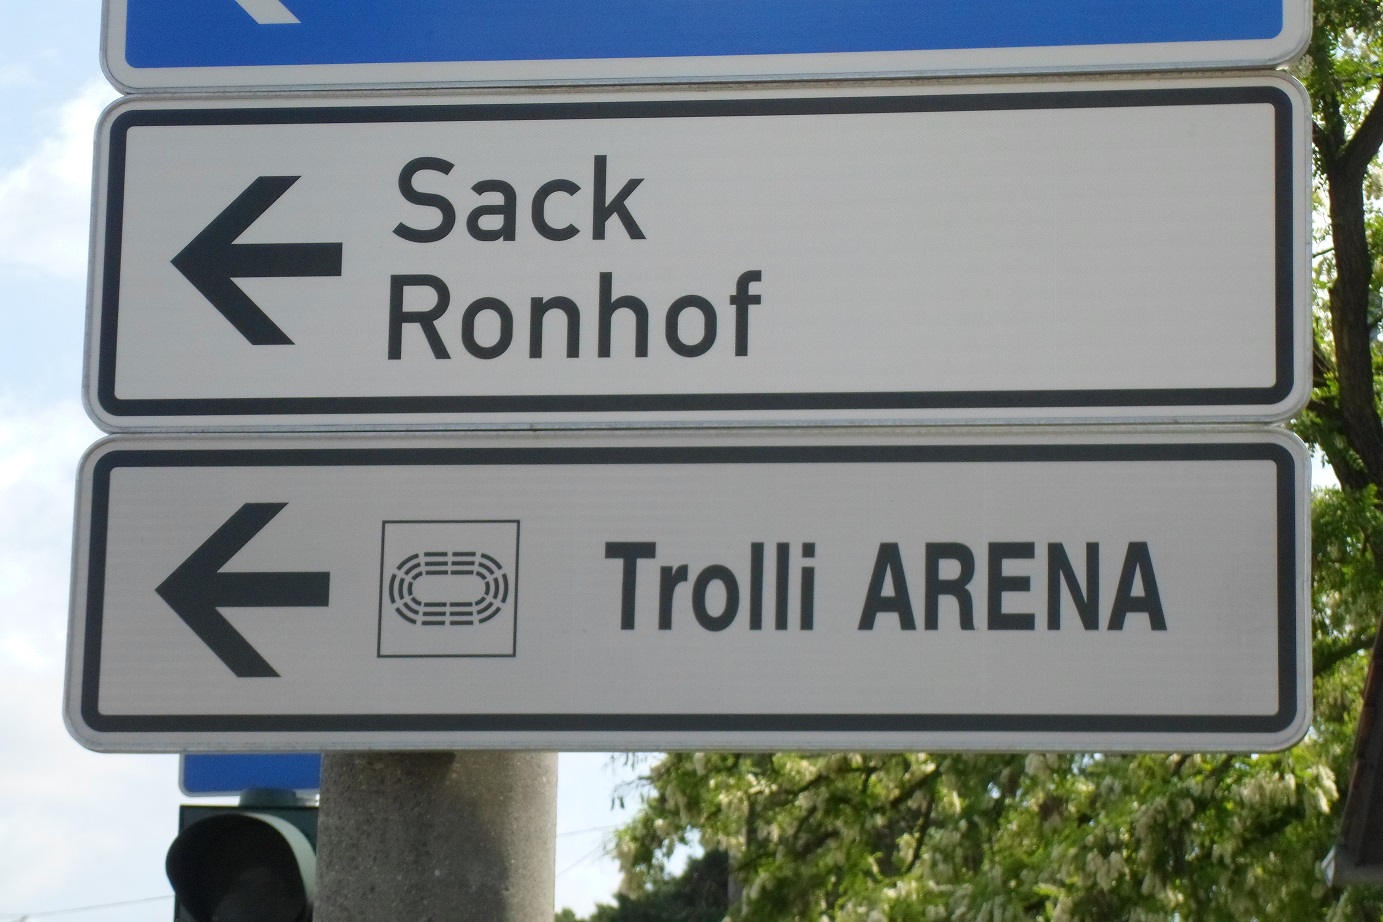 Sack
Ronhof
Trolli ARENA